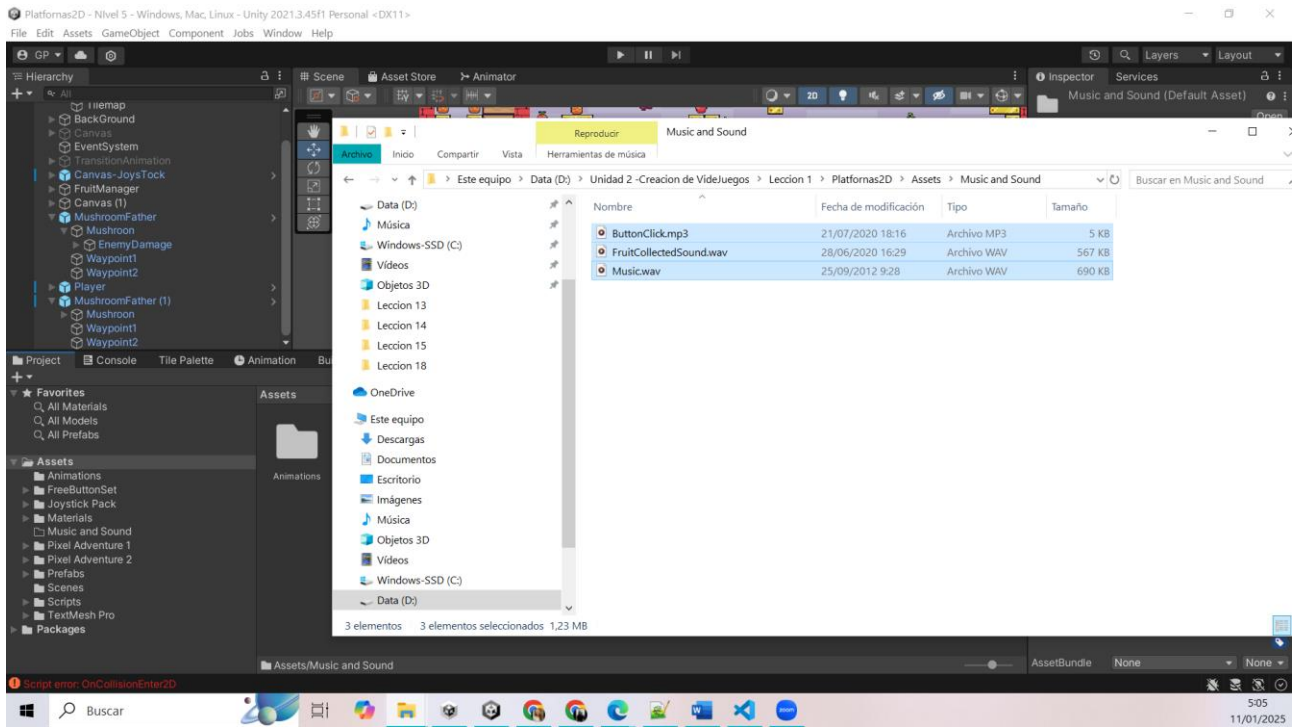 Platfornas2D - NIvel 5 - Windows, Mac, Linux - Unity 2021.3.45f1 Personal <DX11>
File Edit Assets GameObject Component Jobs Window Help
GP
Layers Layout
Hierarchy
Scene Asset Store Animator
Inspector Services
All
2D
Music and Sound (Default Asset)
Open
Tilemap
BackGround
Canvas
EventSystem
TransitionAnimation
Canvas-JoysTock
FruitManager
Canvas (1)
MushroomFather
Mushroon
EnemyDamage
Waypoint1
Waypoint2
Player
MushroomFather (1)
Mushroon
Waypoint1
Waypoint2
Reproducir Music and Sound
Archivo Inicio Compartir Vista Herramientas de música
Este equipo > Data (D:) > Unidad 2 -Creacion de VideJuegos > Leccion 1 > Platfornas2D > Assets > Music and Sound
Buscar en Music and Sound
Data (D:)
Música
Windows-SSD (C:)
Vídeos
Objetos 3D
Leccion 13
Leccion 14
Leccion 15
Leccion 18
OneDrive
Este equipo
Descargas
Documentos
Escritorio
Imágenes
Música
Objetos 3D
Vídeos
Windows-SSD (C:)
Data (D:)
Nombre Fecha de modificación Tipo Tamaño
ButtonClick.mp3 21/07/2020 18:16 Archivo MP3 5 KB
FruitCollectedSound.wav 28/06/2020 16:29 Archivo WAV 567 KB
Music.wav 25/09/2012 9:28 Archivo WAV 690 KB
3 elementos 3 elementos seleccionados 1,23 MB
Project Console Tile Palette Animation Bu
Favorites
All Materials
All Models
All Prefabs
Assets
Animations
FreeButtonSet
Joystick Pack
Materials
Music and Sound
Pixel Adventure 1
Pixel Adventure 2
Prefabs
Scenes
Scripts
TextMesh Pro
Packages
Assets
Animations
Assets/Music and Sound
AssetBundle None None
Script error: OnCollisionEnter2D
Buscar
zoom
5:05
11/01/2025